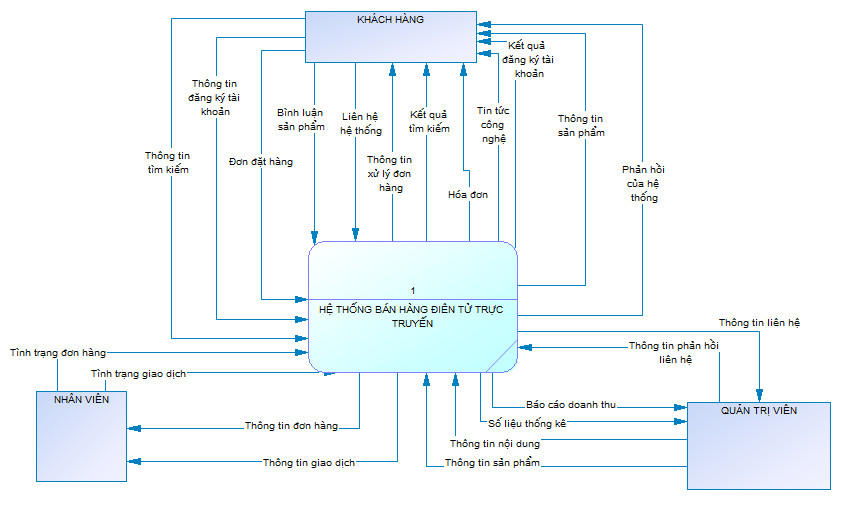 KHÁCH HÀNG
Kết quả
đăng ký tài
khoản
Thông tin
đăng ký tài
khoản
Bình luận
sản phẩm
Liên hệ
hệ thống
Kết quả
tìm kiếm
Tin tức
công
nghệ
Thông tin
sản phẩm
Thông tin
tìm kiếm
Đơn đặt hàng
Thông tin
xử lý đơn
hàng
Hóa đơn
Phản hồi
của hệ
thống
1
HỆ THỐNG BÁN HÀNG ĐIÊN TỬ TRỰC
TRUYẾN
Thông tin liên hệ
Thông tin phản hồi
liên hệ
Tình trạng đơn hàng
Tình trạng giao dịch
NHÂN VIÊN
Báo cáo doanh thu
QUẢN TRỊ VIÊN
Số liệu thống kê
Thông tin đơn hàng
Thông tin nội dung
Thông tin giao dịch
Thông tin sản phẩm